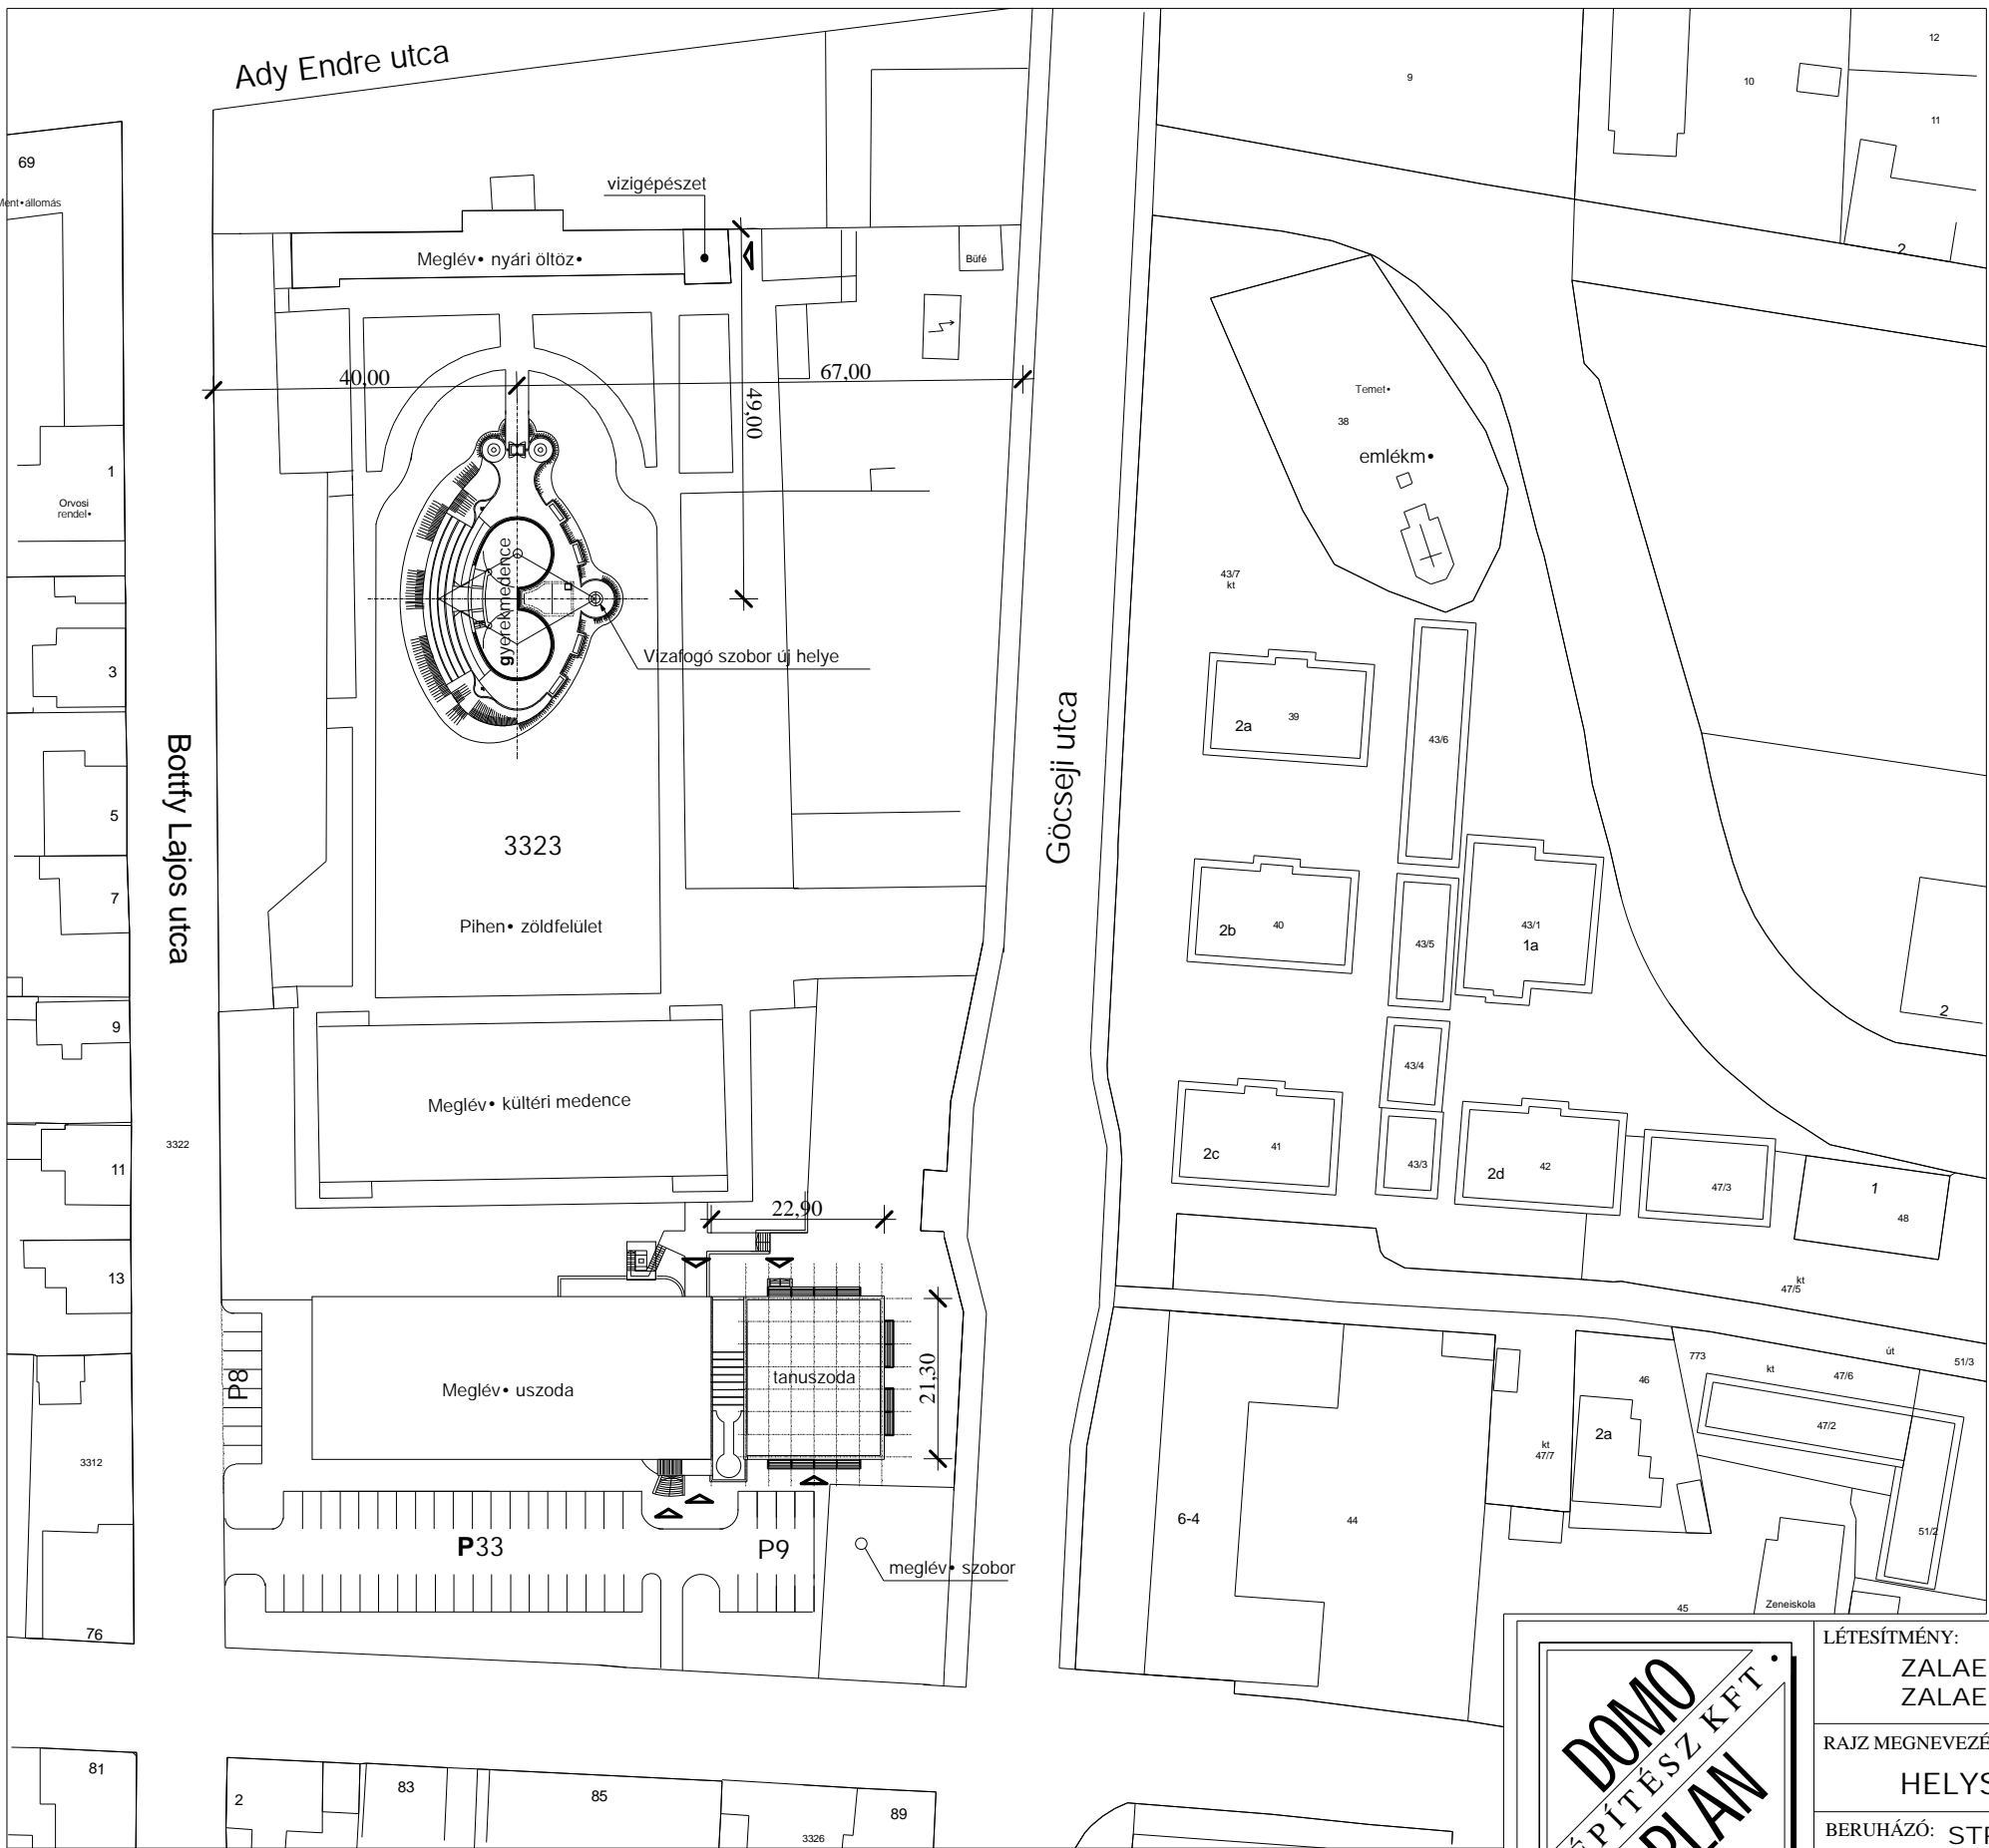 Ady Endre utca
12
9
10
11
69
Ment•állomás
vizigépészet
Meglév• nyári öltöz•
Büfé
2
40,00
67,00
49,00
Temet•
38
emlékm•
1
Orvosi
rendel•
gyerekmedence
43/7
kt
Vizafogó szobor új helye
3
2a
39
43/6
Göcseji utca
Bottfy Lajos utca
5
3323
7
Pihen• zöldfelület
2b
40
43/5
43/1
1a
9
2
43/4
Meglév• kültéri medence
3322
11
2c
41
43/3
2d
42
47/3
1
48
22,90
13
kt
47/5
P8
Meglév• uszoda
tanuszoda
21,30
út
51/3
773
kt
47/6
46
47/2
2a
3312
kt
47/7
6-4
44
51/2
P33
P9
meglév• szobor
76
45
Zeneiskola
LÉTESÍTMÉNY:
ZALAE
ZALAE
DOMO
ÉPÍTÉSZ KFT
PLAN
RAJZ MEGNEVEZÉ
HELYS
BERUHÁZÓ:
81
2
83
85
3326
89